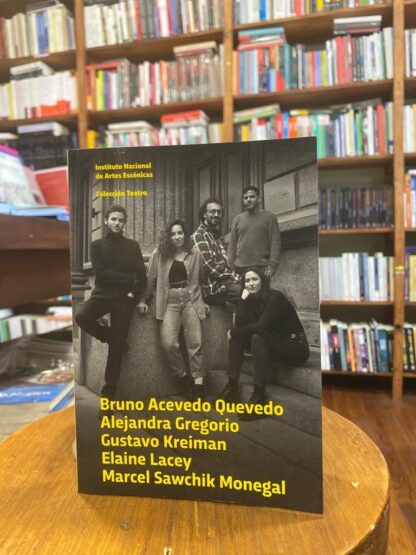 Instituto Nacional
de Artes Escénicas
Colección Teatro
Bruno Acevedo Quevedo
Alejandra Gregorio
Gustavo Kreiman
Elaine Lacey
Marcel Sawchik Monegal